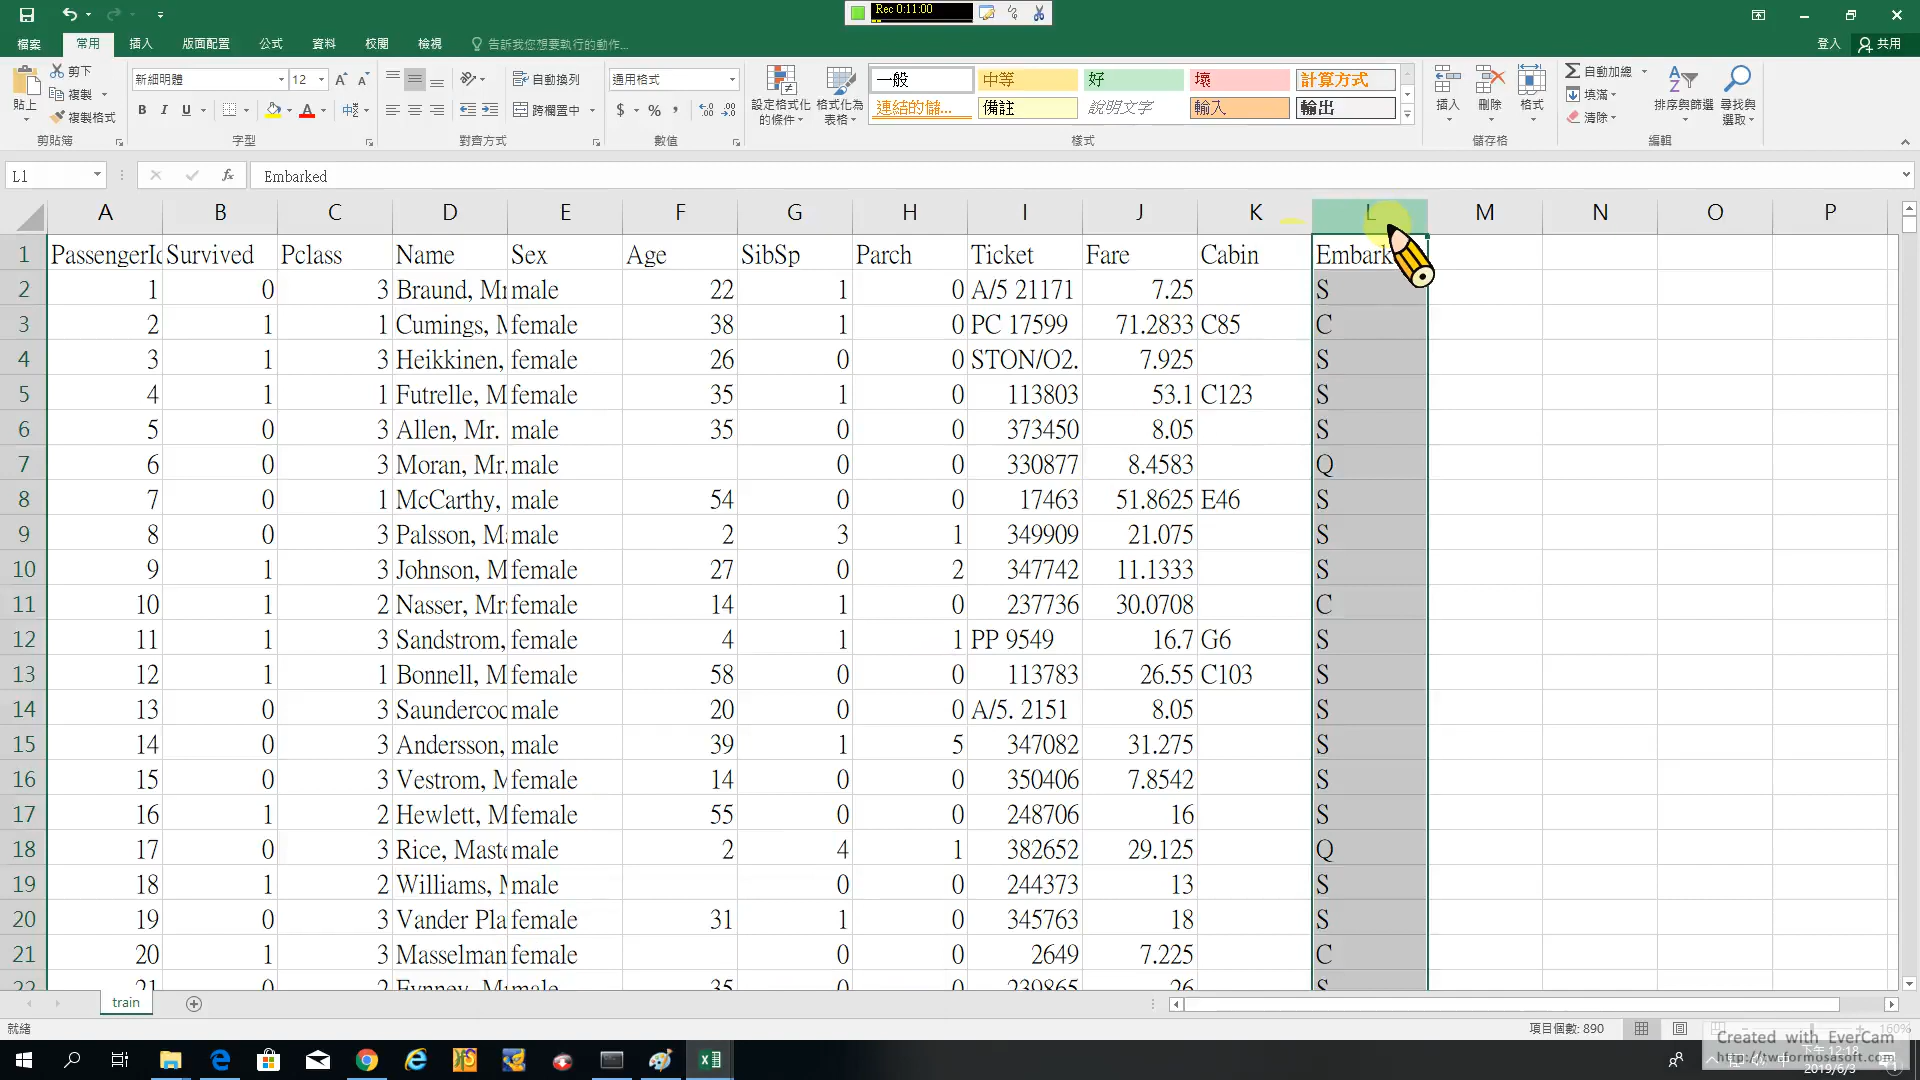 Rec 0:11:00
檔案 常用 插入 版面配置 公式 資料 校閱 檢視 告訴我您想要執行的動作... 登入 共用
貼上 剪下 複製 複製格式 剪貼簿
新細明體 12 B I U 字型
自動換列 跨欄置中 對齊方式
通用格式 $ % 數值
設定格式化的條件 格式化為表格
一般 中等 好 壞 計算方式
連結的儲... 備註 說明文字 輸入 輸出
樣式
插入 刪除 格式 儲存格
自動加總 填滿 清除 排序與篩選 尋找與選取 編輯
L1 fx Embarked
A B C D E F G H I J K L M N O P
1 PassengerId Survived Pclass Name Sex Age SibSp Parch Ticket Fare Cabin Embark
2 1 0 3 Braund, Mr male 22 1 0 A/5 21171 7.25 S
3 2 1 1 Cumings, M female 38 1 0 PC 17599 71.2833 C85 C
4 3 1 3 Heikkinen, female 26 0 0 STON/O2. 7.925 S
5 4 1 1 Futrelle, M female 35 1 0 113803 53.1 C123 S
6 5 0 3 Allen, Mr. male 35 0 0 373450 8.05 S
7 6 0 3 Moran, Mr. male 0 0 330877 8.4583 Q
8 7 0 1 McCarthy, male 54 0 0 17463 51.8625 E46 S
9 8 0 3 Palsson, Ma male 2 3 1 349909 21.075 S
10 9 1 3 Johnson, M female 27 0 2 347742 11.1333 S
11 10 1 2 Nasser, Mrs female 14 1 0 237736 30.0708 C
12 11 1 3 Sandstrom, female 4 1 1 PP 9549 16.7 G6 S
13 12 1 1 Bonnell, M female 58 0 0 113783 26.55 C103 S
14 13 0 3 Saundercoc male 20 0 0 A/5. 2151 8.05 S
15 14 0 3 Andersson, male 39 1 5 347082 31.275 S
16 15 0 3 Vestrom, M female 14 0 0 350406 7.8542 S
17 16 1 2 Hewlett, M female 55 0 0 248706 16 S
18 17 0 3 Rice, Maste male 2 4 1 382652 29.125 Q
19 18 1 2 Williams, M male 0 0 244373 13 S
20 19 0 3 Vander Pla female 31 1 0 345763 18 S
21 20 1 3 Masselman female 0 0 2649 7.225 C
22 21 0 2 Fynney, M male 35 0 0 239865 26 S
train
就緒 項目個數: 890 160%
Created with EverCam
http://tw.formosasoft.com
下午 12:18
2019/6/3